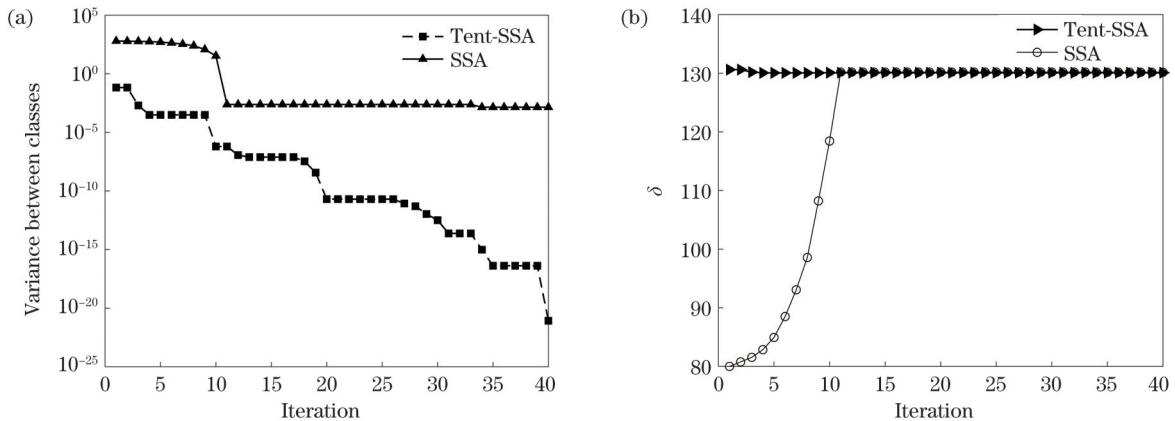 (a)
Variance between classes
10^5
10^0
10^-5
10^-10
10^-15
10^-20
10^-25
Tent-SSA
SSA
0 5 10 15 20 25 30 35 40
Iteration
(b)
δ
140
130
120
110
100
90
80
Tent-SSA
SSA
0 5 10 15 20 25 30 35 40
Iteration